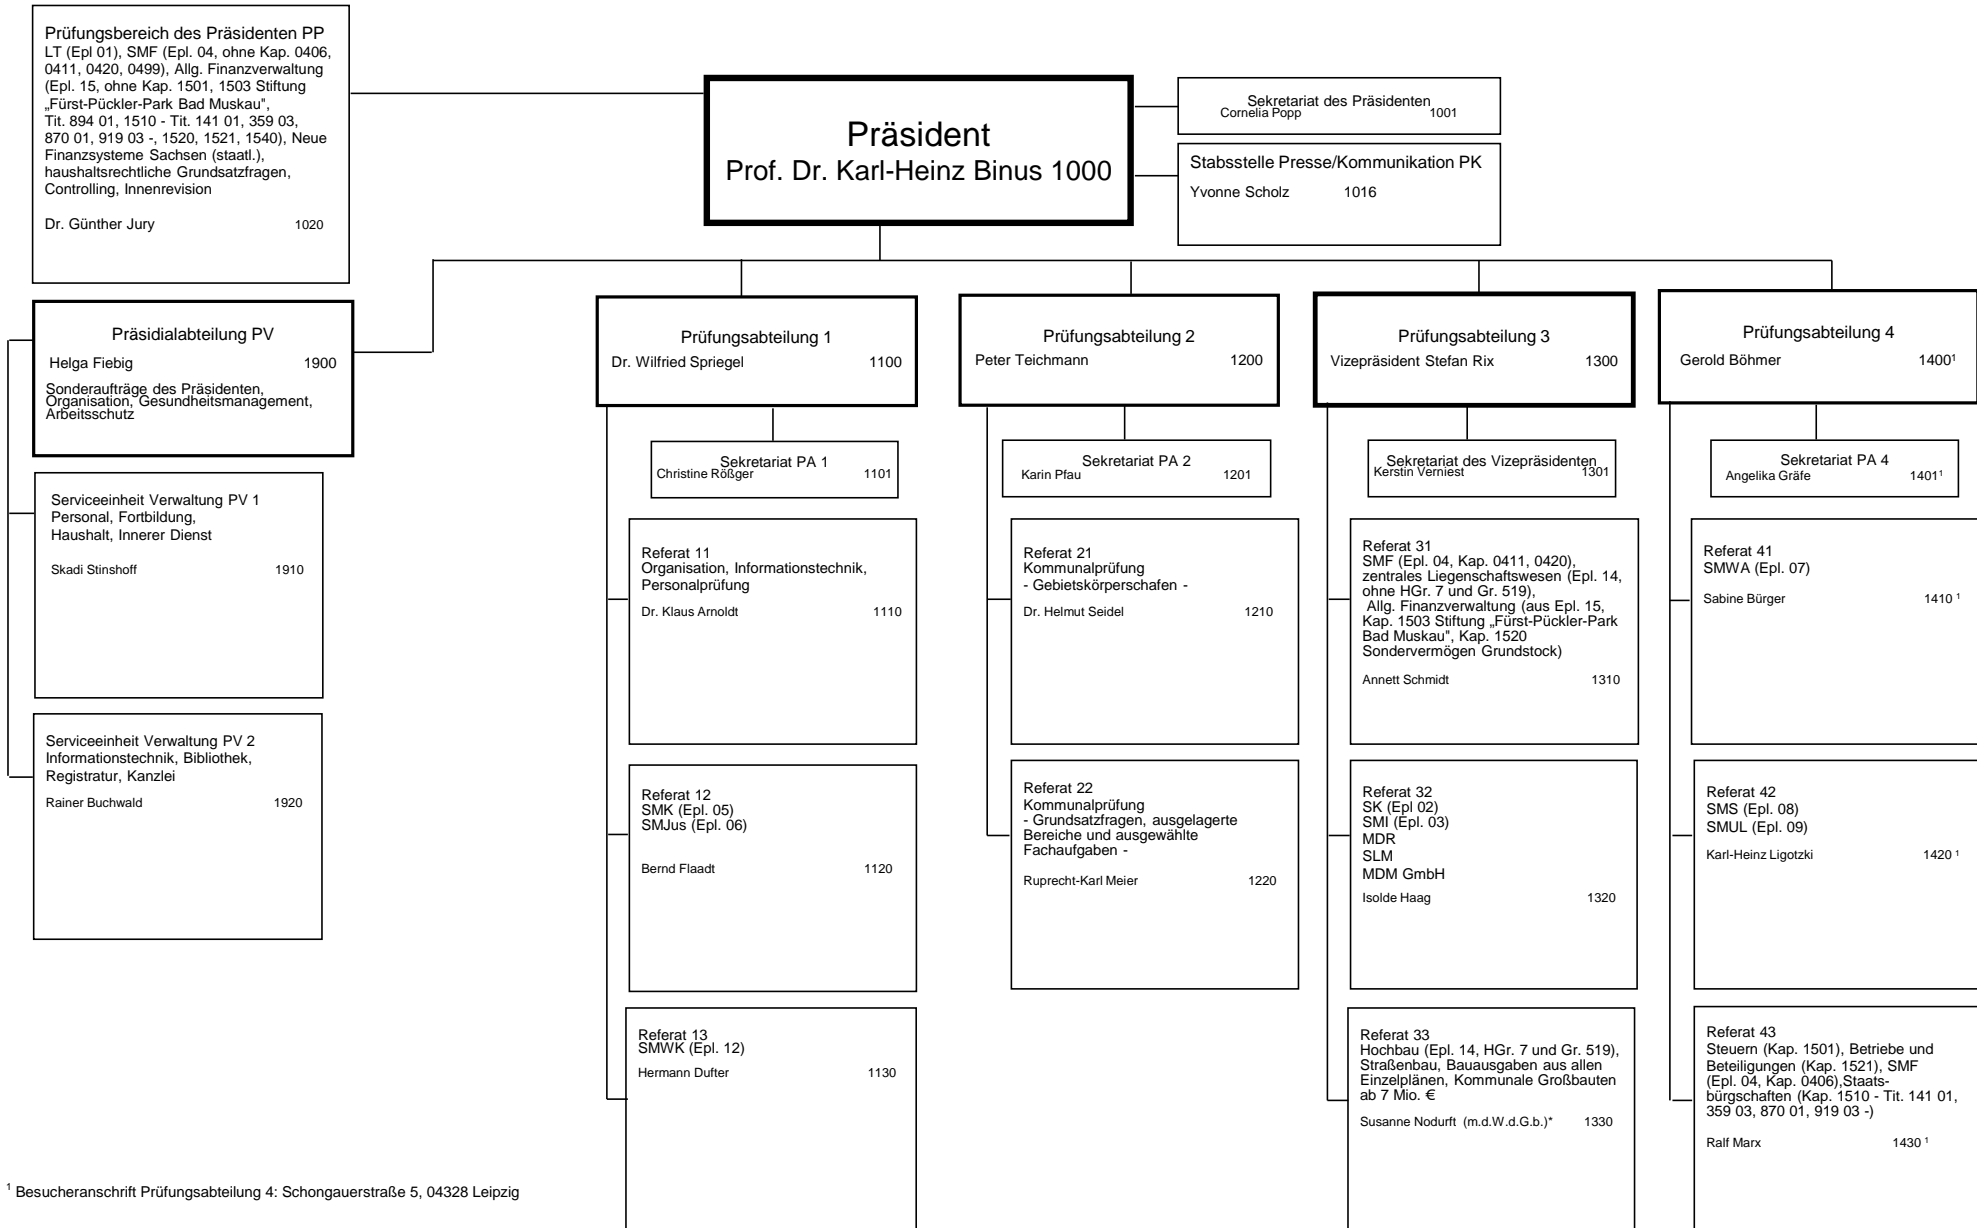 Prüfungsbereich des Präsidenten PP
LT (Epl 01), SMF (Epl. 04, ohne Kap. 0406,
0411, 0420, 0499), Allg. Finanzverwaltung
(Epl. 15, ohne Kap. 1501, 1503 Stiftung
„Fürst-Pückler-Park Bad Muskau",
Tit. 894 01, 1510 - Tit. 141 01, 359 03,
870 01, 919 03 -, 1520, 1521, 1540), Neue
Finanzsysteme Sachsen (staatl.),
haushaltsrechtliche Grundsatzfragen,
Controlling, Innenrevision
Dr. Günther Jury 1020
Präsident
Prof. Dr. Karl-Heinz Binus 1000
Sekretariat des Präsidenten
Cornelia Popp 1001
Stabsstelle Presse/Kommunikation PK
Yvonne Scholz 1016
Präsidialabteilung PV
Helga Fiebig 1900
Sonderaufträge des Präsidenten,
Organisation, Gesundheitsmanagement,
Arbeitsschutz
Serviceeinheit Verwaltung PV 1
Personal, Fortbildung,
Haushalt, Innerer Dienst
Skadi Stinshoff 1910
Serviceeinheit Verwaltung PV 2
Informationstechnik, Bibliothek,
Registratur, Kanzlei
Rainer Buchwald 1920
Prüfungsabteilung 1
Dr. Wilfried Spriegel 1100
Sekretariat PA 1
Christine Rößger 1101
Referat 11
Organisation, Informationstechnik,
Personalprüfung
Dr. Klaus Arnoldt 1110
Referat 12
SMK (Epl. 05)
SMJus (Epl. 06)
Bernd Flaadt 1120
Referat 13
SMWK (Epl. 12)
Hermann Dufter 1130
Prüfungsabteilung 2
Peter Teichmann 1200
Sekretariat PA 2
Karin Pfau 1201
Referat 21
Kommunalprüfung
- Gebietskörperschafen -
Dr. Helmut Seidel 1210
Referat 22
Kommunalprüfung
- Grundsatzfragen, ausgelagerte
Bereiche und ausgewählte
Fachaufgaben -
Ruprecht-Karl Meier 1220
Prüfungsabteilung 3
Vizepräsident Stefan Rix 1300
Sekretariat des Vizepräsidenten
Kerstin Verniest 1301
Referat 31
SMF (Epl. 04, Kap. 0411, 0420),
zentrales Liegenschaftswesen (Epl. 14,
ohne HGr. 7 und Gr. 519),
Allg. Finanzverwaltung (aus Epl. 15,
Kap. 1503 Stiftung „Fürst-Pückler-Park
Bad Muskau", Kap. 1520
Sondervermögen Grundstock)
Annett Schmidt 1310
Referat 32
SK (Epl 02)
SMI (Epl. 03)
MDR
SLM
MDM GmbH
Isolde Haag 1320
Referat 33
Hochbau (Epl. 14, HGr. 7 und Gr. 519),
Straßenbau, Bauausgaben aus allen
Einzelplänen, Kommunale Großbauten
ab 7 Mio. €
Susanne Nodurft (m.d.W.d.G.b.)* 1330
Prüfungsabteilung 4
Gerold Böhmer 1400¹
Sekretariat PA 4
Angelika Gräfe 1401¹
Referat 41
SMWA (Epl. 07)
Sabine Bürger 1410 ¹
Referat 42
SMS (Epl. 08)
SMUL (Epl. 09)
Karl-Heinz Ligotzki 1420 ¹
Referat 43
Steuern (Kap. 1501), Betriebe und
Beteiligungen (Kap. 1521), SMF
(Epl. 04, Kap. 0406),Staats-
bürgschaften (Kap. 1510 - Tit. 141 01,
359 03, 870 01, 919 03 -)
Ralf Marx 1430 ¹
¹ Besucheranschrift Prüfungsabteilung 4: Schongauerstraße 5, 04328 Leipzig